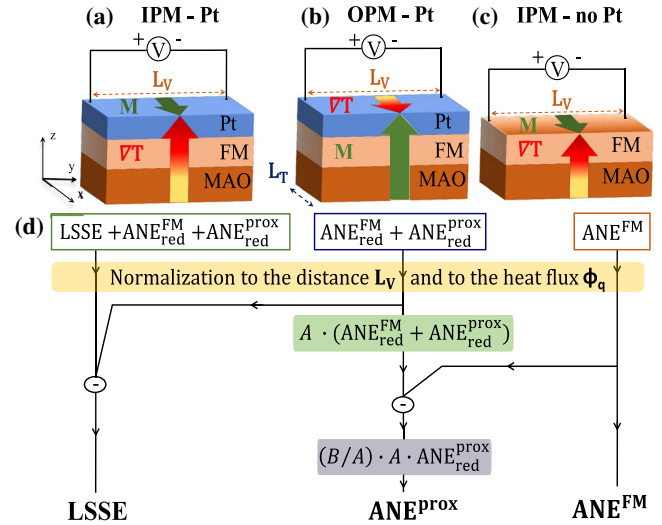 (a) IPM - Pt
(b) OPM - Pt
(c) IPM - no Pt
+ V -
+ V -
+ V -
L_V
L_V
L_V
M
Pt
∇T
FM
MAO
z
y
x
∇T
Pt
M
FM
MAO
L_T
M
∇T
FM
MAO
(d)
LSSE +ANE^FM_red +ANE^prox_red
ANE^FM_red + ANE^prox_red
ANE^FM
Normalization to the distance L_V and to the heat flux ϕ_q
A · (ANE^FM_red + ANE^prox_red)
-
-
(B/A) · A · ANE^prox_red
LSSE
ANE^prox
ANE^FM